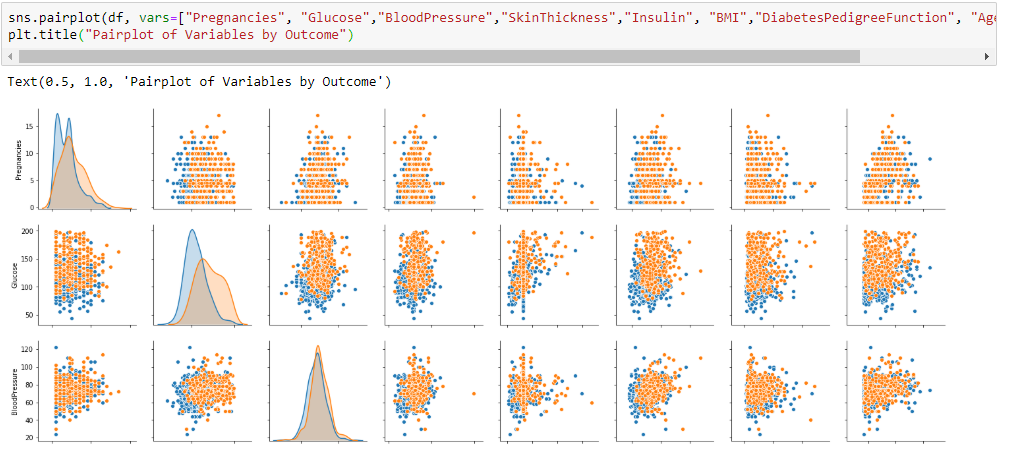 sns.pairplot(df, vars=["Pregnancies", "Glucose","BloodPressure","SkinThickness","Insulin", "BMI","DiabetesPedigreeFunction", "Age
plt.title("Pairplot of Variables by Outcome")
Text(0.5, 1.0, 'Pairplot of Variables by Outcome')
15
10
5
0
Pregnancies
200
150
100
50
Glucose
120
100
80
60
40
20
BloodPressure